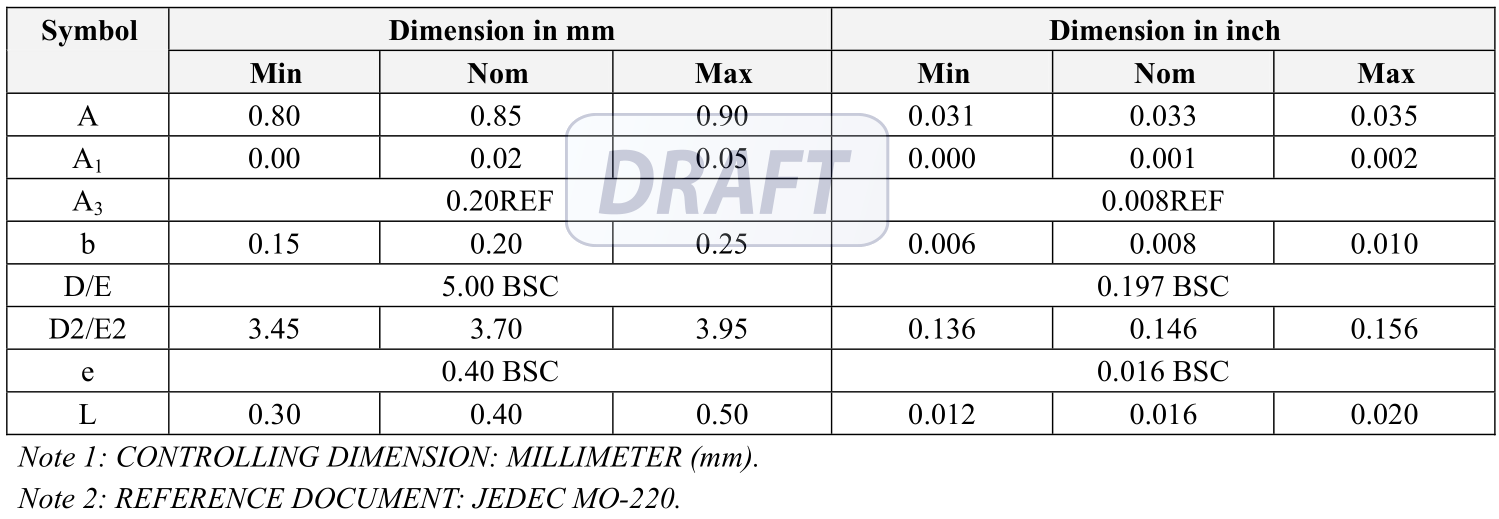 Symbol Dimension in mm Dimension in inch
Min Nom Max Min Nom Max
A 0.80 0.85 0.90 0.031 0.033 0.035
A1 0.00 0.02 0.05 0.000 0.001 0.002
A3 0.20REF 0.008REF
b 0.15 0.20 0.25 0.006 0.008 0.010
D/E 5.00 BSC 0.197 BSC
D2/E2 3.45 3.70 3.95 0.136 0.146 0.156
e 0.40 BSC 0.016 BSC
L 0.30 0.40 0.50 0.012 0.016 0.020
Note 1: CONTROLLING DIMENSION: MILLIMETER (mm).
Note 2: REFERENCE DOCUMENT: JEDEC MO-220.
DRAFT